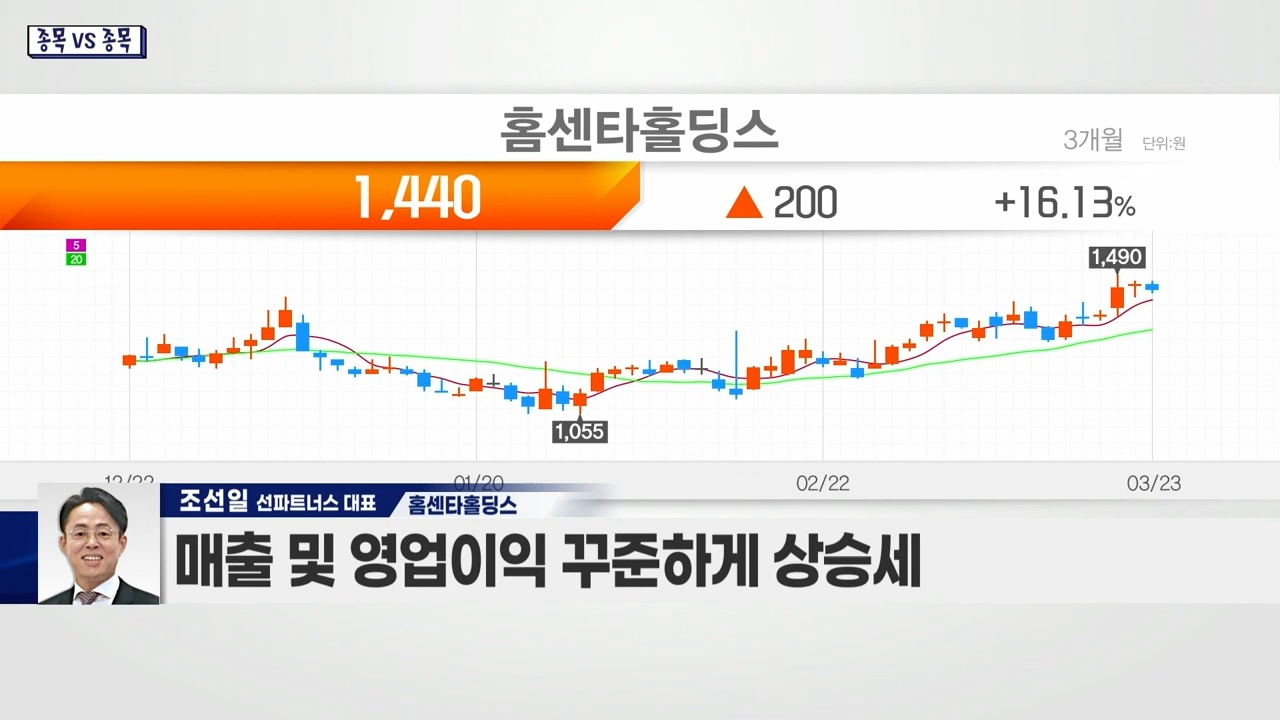 종목 VS 종목
홈센타홀딩스
3개월 단위:원
1,440 ▲ 200 +16.13%
5
20
1,490
1,055
12/22 01/20 02/22 03/23
조선일 선파트너스 대표 홈센타홀딩스
매출 및 영업이익 꾸준하게 상승세